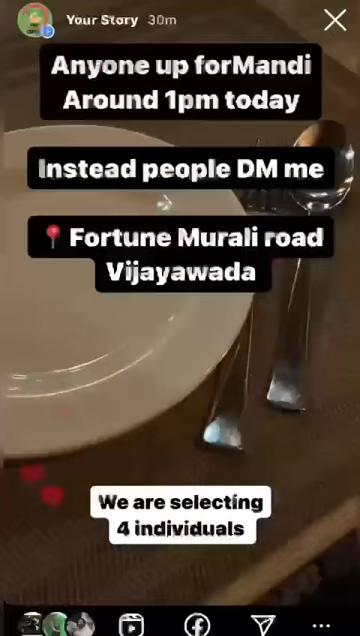 Your Story 30m
Anyone up forMandi
Around 1pm today
Instead people DM me
📍Fortune Murali road
Vijayawada
We are selecting
4 individuals